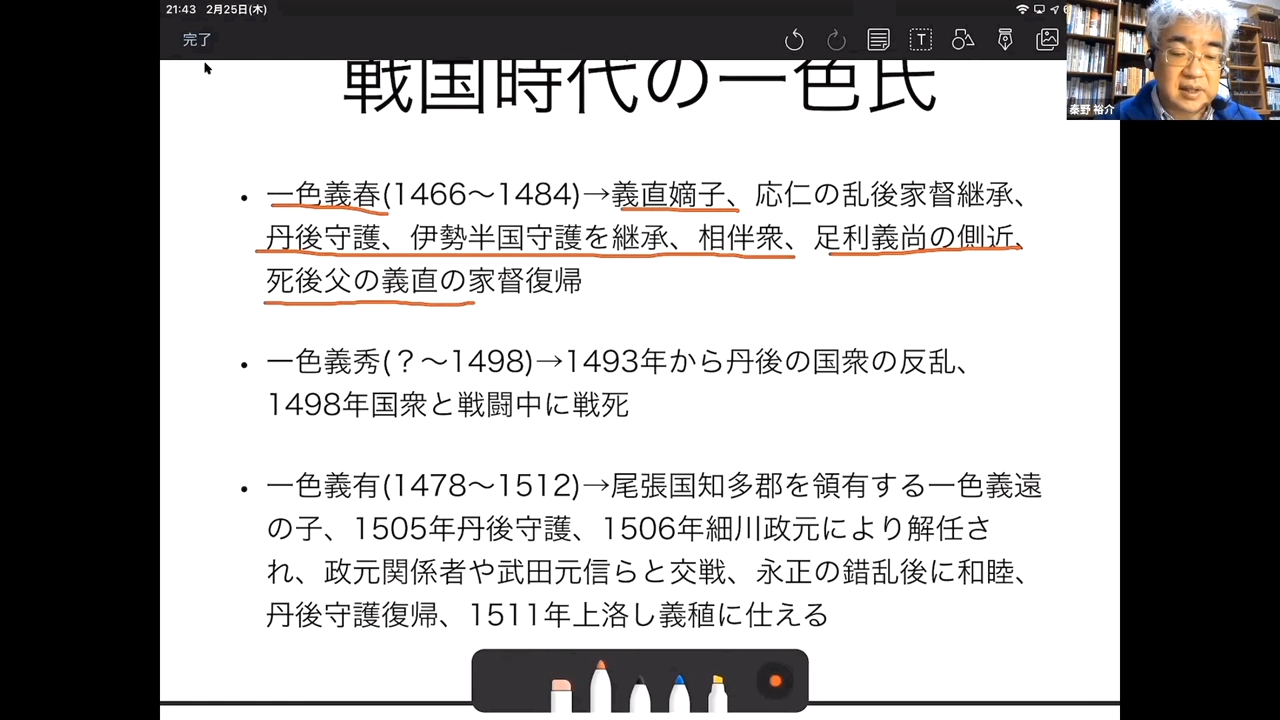 21:43 2月25日(木)
完了
秦野 裕介
戦国時代の一色氏
• 一色義春(1466〜1484)→義直嫡子、応仁の乱後家督継承、
丹後守護、伊勢半国守護を継承、相伴衆、足利義尚の側近、
死後父の義直の家督復帰
• 一色義秀(？〜1498)→1493年から丹後の国衆の反乱、
1498年国衆と戦闘中に戦死
• 一色義有(1478〜1512)→尾張国知多郡を領有する一色義遠
の子、1505年丹後守護、1506年細川政元により解任さ
れ、政元関係者や武田元信らと交戦、永正の錯乱後に和睦、
丹後守護復帰、1511年上洛し義稙に仕える